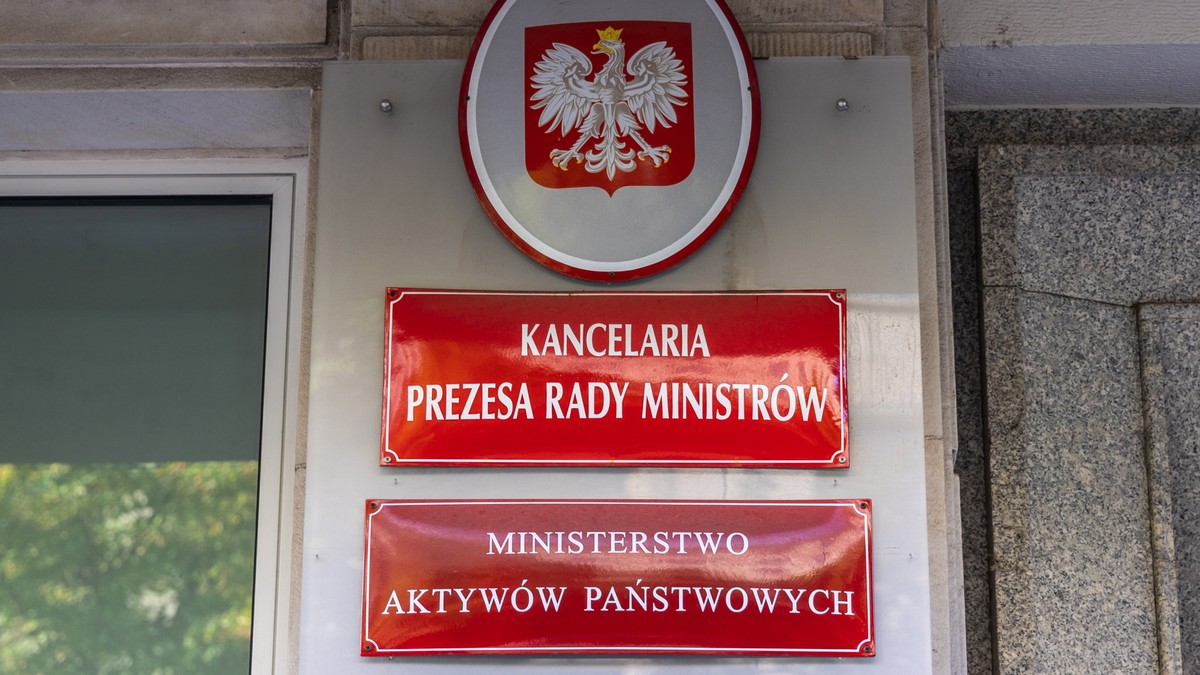 KANCELARIA
PREZESA RADY MINISTRÓW
MINISTERSTWO
AKTYWÓW PAŃSTWOWYCH